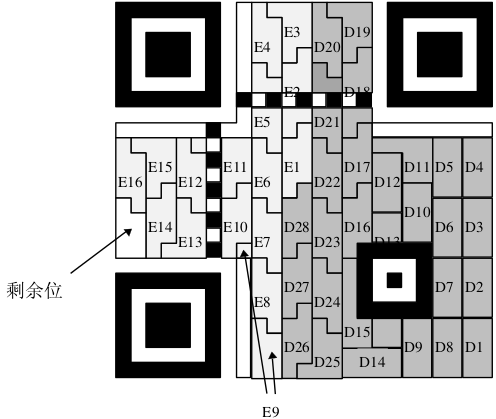 E3 D19
E4 D20
E2 D18
E5 D21
E15 E11 E1 D17 D11 D5 D4
E16 E12 E6 D22 D12
D10
E14 E10 D28 D16 D6 D3
E13 E7 D23 D13
剩余位 E8 D27 D24 D7 D2
D15
D26 D25 D14 D9 D8 D1
E9